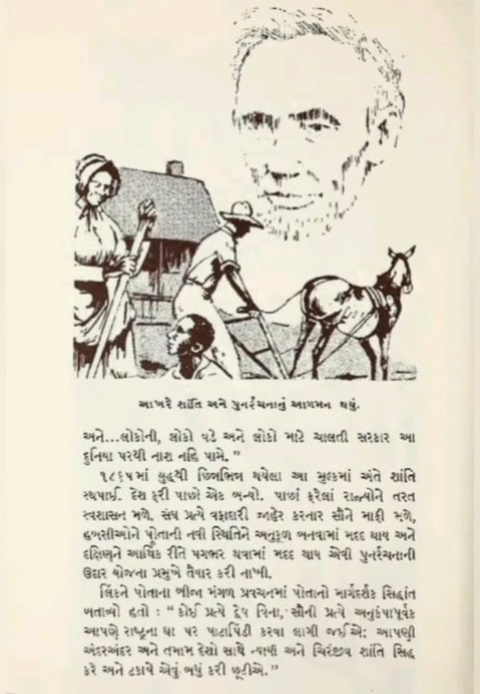 આખરે શાંતિ અને પુનર્રચનાનું આગમન થયું.
અને...લોકોની, લોકો વડે અને લોકો માટે ચાલતી સરકાર આ
દુનિયા પરથી નાશ નહિ પામે.”
૧૮૬૫માં યુદ્ધથી છિન્નભિન્ન થયેલા આ મુલ્કમાં અંતે શાંતિ
સ્થપાઈ. દેશ ફરી પાછો એક બન્યો. પાછાં ફરેલાં રાજ્યોને તરત
સ્વશાસન મળે, સંઘ પ્રત્યે વફાદારી જાહેર કરનાર સૌને માફી મળે,
હબસીઓને પોતાની નવી સ્થિતિને અનુકૂળ બનવામાં મદદ થાય અને
દક્ષિણને આર્થિક રીતે પગભર થવામાં મદદ થાય એવી પુનર્રચનાની
ઉદાર યોજના પ્રમુખે તૈયાર કરી નાખી.
લિંકને પોતાના બીજા મંગળ પ્રવચનમાં પોતાનો માર્ગદર્શક સિદ્ધાંત
બતાવ્યો હતો : “કોઈ પ્રત્યે દ્વેષ વિના, સૌની પ્રત્યે અનુકંપાપૂર્વક
આપણે રાષ્ટ્રના ઘા પર પાટાપિંડી કરવા લાગી જઈએ; આપણી
અંદરઅંદર અને તમામ દેશો સાથે ન્યાયી અને ચિરંજીવ શાંતિ સિદ્ધ
કરે અને ટકાવે એવું બધું કરી છૂટીએ.”